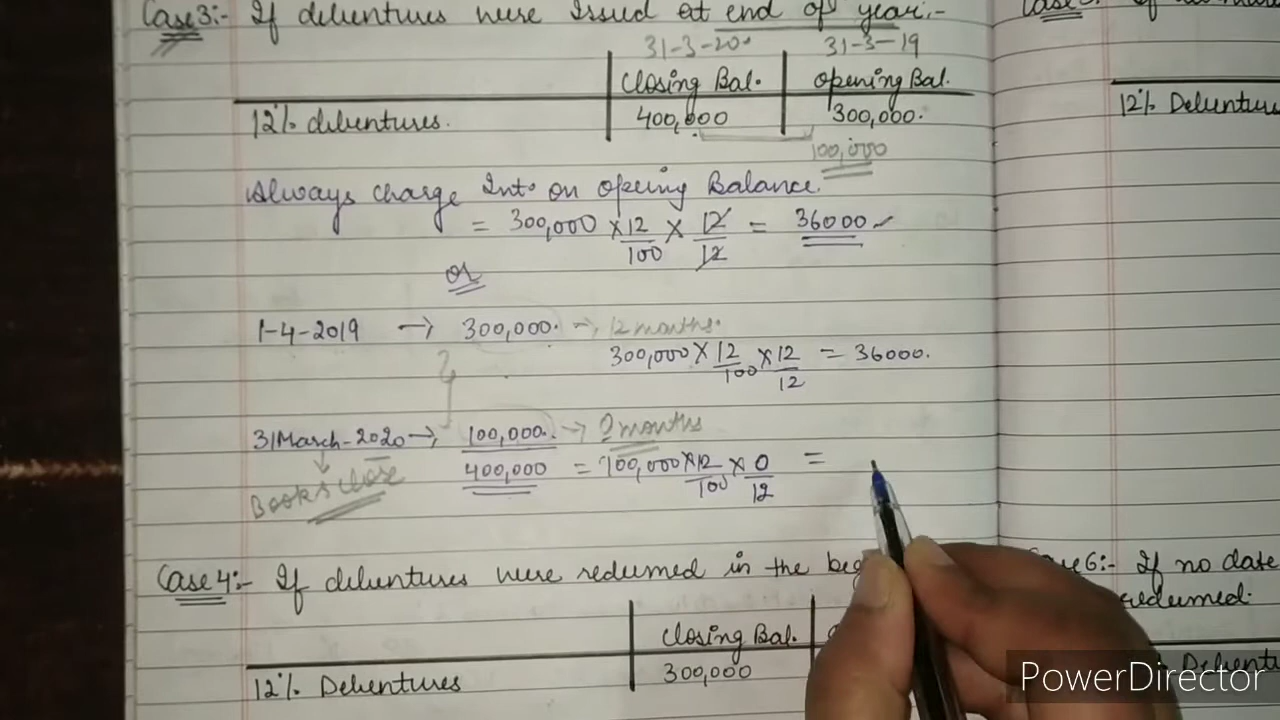 Case 3:- If debentures were Issued at end of year:-
31-3-20 31-3-19
Closing Bal. Opening Bal.
12% debentures. 400,000 300,000.
100,000
Always charge Int. on opening Balance.
= 300,000 × 12/100 × 12/12 = 36000
or
1-4-2019 → 300,000. → 12 months.
300,000 × 12/100 × 12/12 = 36000.
31 March-2020 → 100,000. → 0 months
400,000 = 100,000 × 12/100 × 0/12 =
Books close
Case 4:- If debentures were redeemed in the
Closing Bal.
12% Debentures 300,000
12% Debenture
Case 6:- If no date
redeemed.
PowerDirector